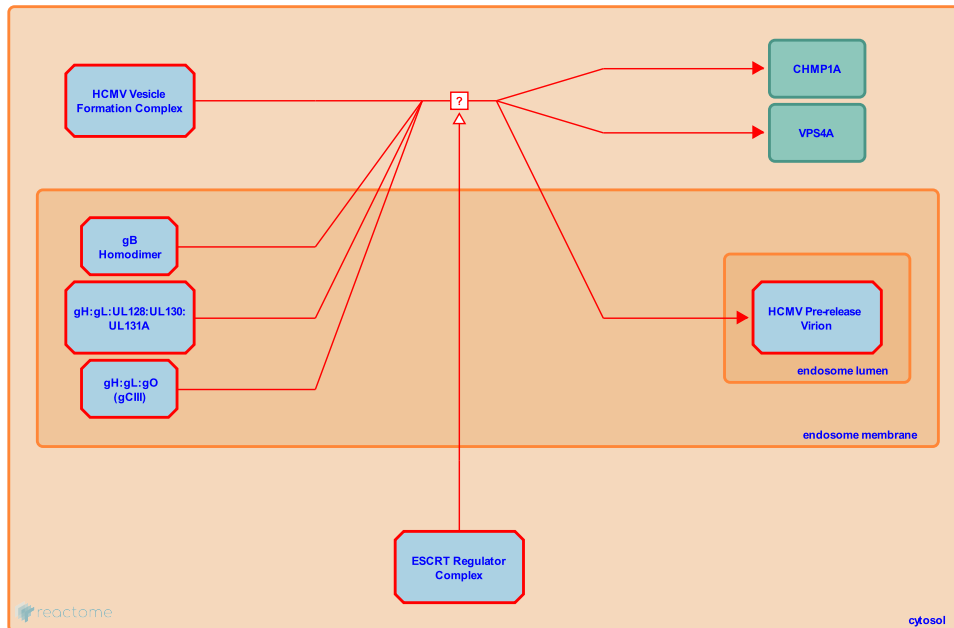 HCMV Vesicle
Formation Complex
?
CHMP1A
VPS4A
gB
Homodimer
gH:gL:UL128:UL130:
UL131A
gH:gL:gO
(gCIII)
HCMV Pre-release
Virion
endosome lumen
endosome membrane
ESCRT Regulator
Complex
reactome
cytosol